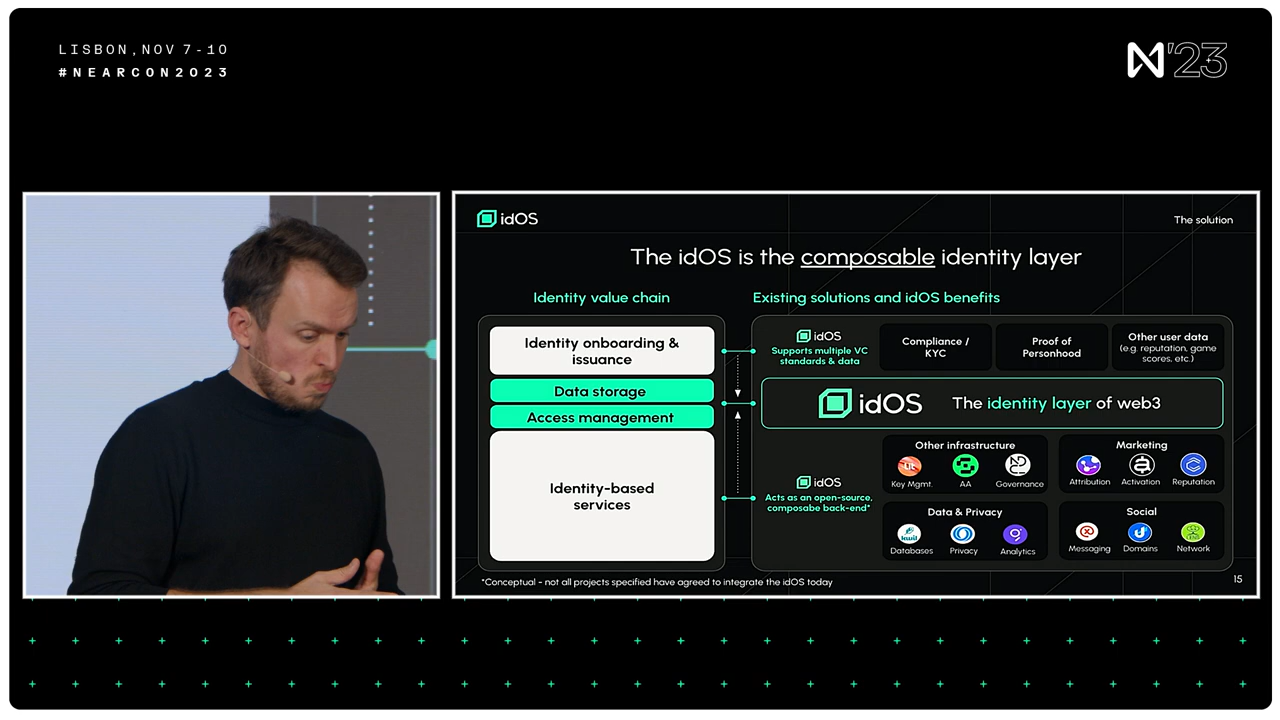 LISBON, NOV 7-10
#NEARCON2023
N'23
idOS
The solution
The idOS is the composable identity layer
Identity value chain
Existing solutions and idOS benefits
Identity onboarding &
issuance
Data storage
Access management
Identity-based
services
idOS
Supports multiple VC
standards & data
Compliance /
KYC
Proof of
Personhood
Other user data
(e.g. reputation, game
scores, etc.)
idOS
The identity layer of web3
idOS
Acts as an open-source,
composabe back-end*
Other infrastructure
Lit
Key Mgmt.
AA
Governance
Marketing
Attribution
Activation
Reputation
Data & Privacy
kwil
Databases
Privacy
Analytics
Social
Messaging
Domains
Network
*Conceptual - not all projects specified have agreed to integrate the idOS today
15